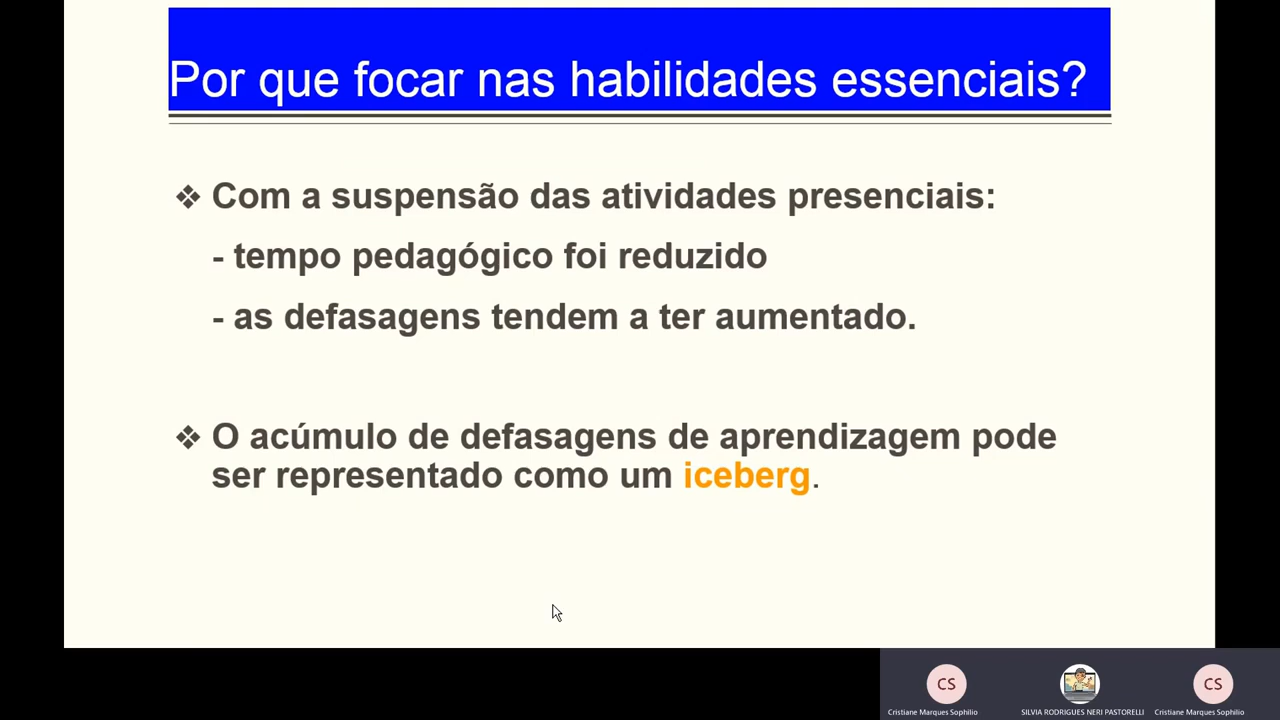 Por que focar nas habilidades essenciais?
❖ Com a suspensão das atividades presenciais:
- tempo pedagógico foi reduzido
- as defasagens tendem a ter aumentado.
❖ O acúmulo de defasagens de aprendizagem pode
ser representado como um iceberg.
CS
CS
Cristiane Marques Sophilio
SILVIA RODRIGUES NERI PASTORELLI
Cristiane Marques Sophilio